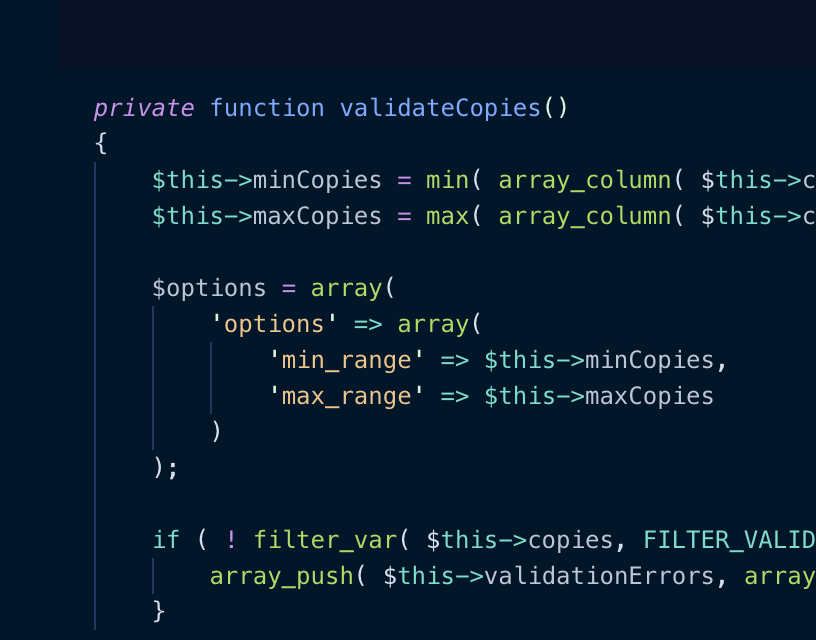 private function validateCopies()
{
$this->minCopies = min( array_column( $this->c
$this->maxCopies = max( array_column( $this->c
$options = array(
'options' => array(
'min_range' => $this->minCopies,
'max_range' => $this->maxCopies
)
);
if ( ! filter_var( $this->copies, FILTER_VALID
array_push( $this->validationErrors, array
}